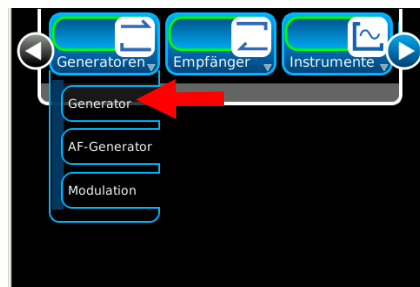 Generatoren
Empfänger
Instrumente
Generator
AF-Generator
Modulation